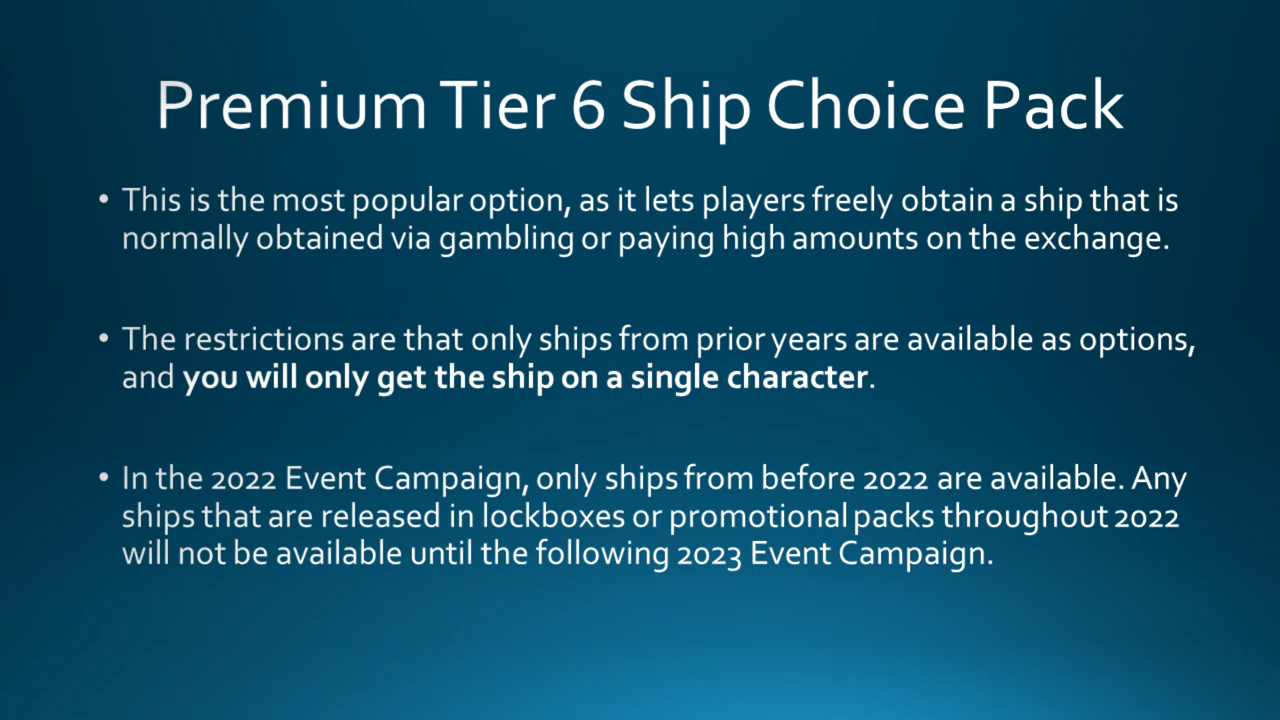 Premium Tier 6 Ship Choice Pack
• This is the most popular option, as it lets players freely obtain a ship that is
normally obtained via gambling or paying high amounts on the exchange.
• The restrictions are that only ships from prior years are available as options,
and you will only get the ship on a single character.
• In the 2022 Event Campaign, only ships from before 2022 are available. Any
ships that are released in lockboxes or promotional packs throughout 2022
will not be available until the following 2023 Event Campaign.